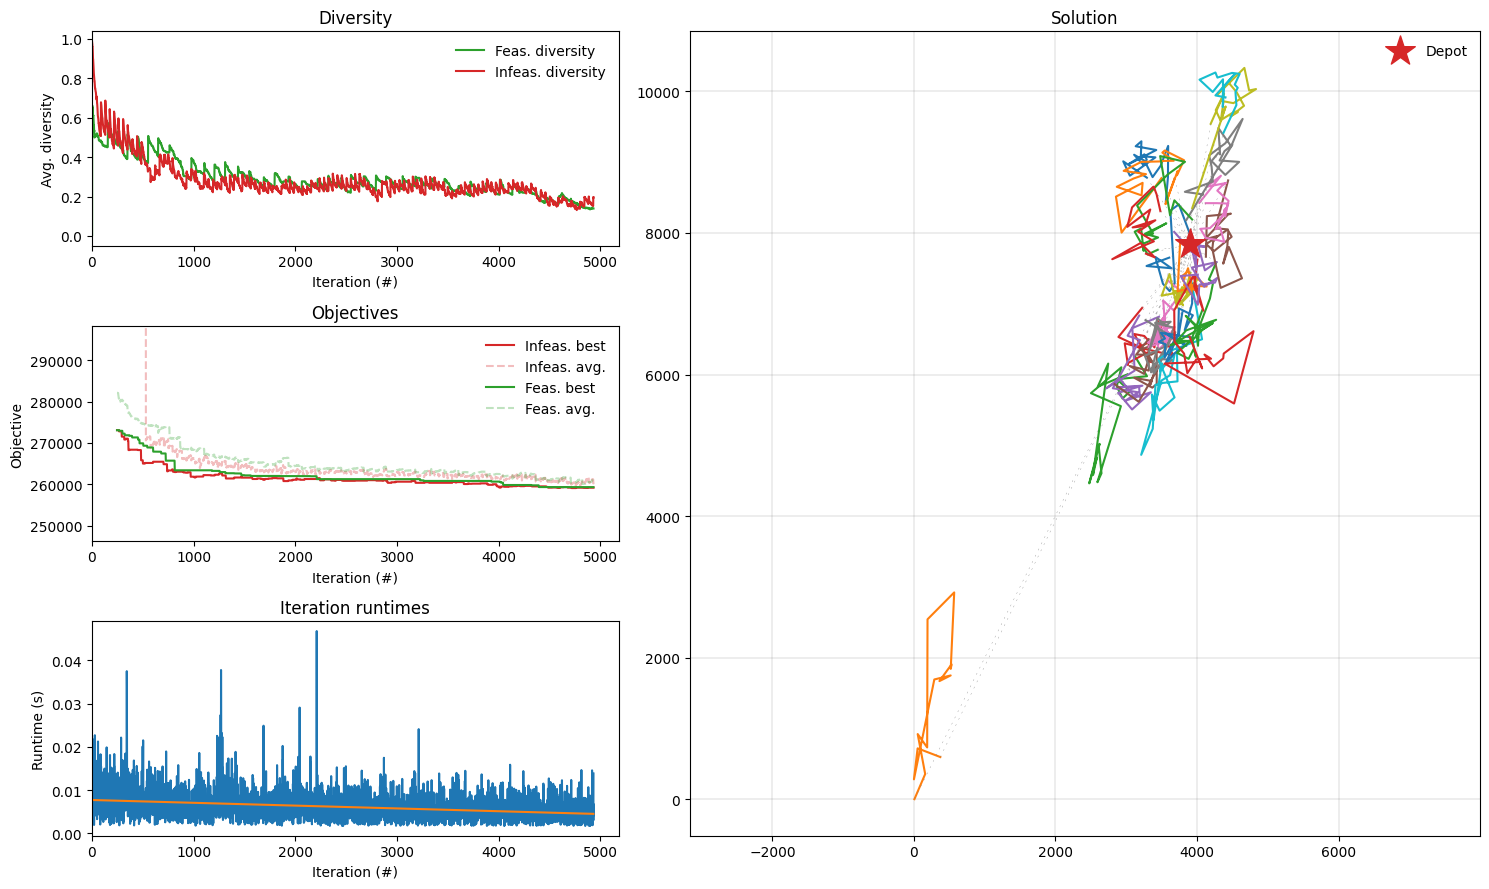 Diversity
Avg. diversity
1.0
0.8
0.6
0.4
0.2
0.0
Feas. diversity
Infeas. diversity
0 1000 2000 3000 4000 5000
Iteration (#)
Objectives
Objective
290000
280000
270000
260000
250000
Infeas. best
Infeas. avg.
Feas. best
Feas. avg.
0 1000 2000 3000 4000 5000
Iteration (#)
Iteration runtimes
Runtime (s)
0.04
0.03
0.02
0.01
0.00
0 1000 2000 3000 4000 5000
Iteration (#)
Solution
Depot
10000
8000
6000
4000
2000
0
−2000 0 2000 4000 6000